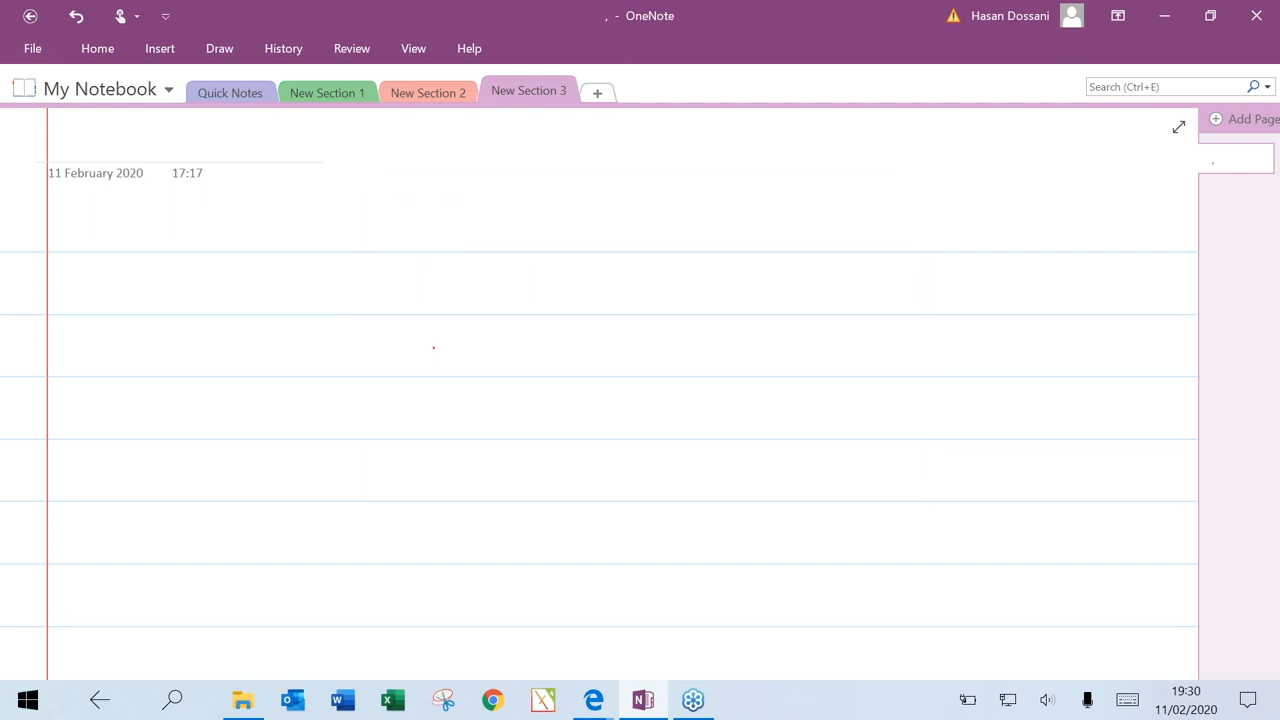 , - OneNote
Hasan Dossani
File Home Insert Draw History Review View Help
My Notebook Quick Notes New Section 1 New Section 2 New Section 3
Search (Ctrl+E)
Add Page
,
11 February 2020 17:17
19:30
11/02/2020